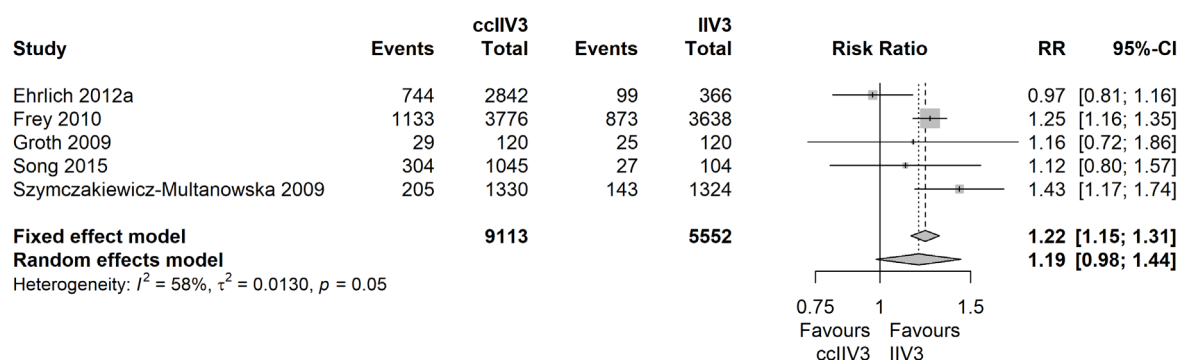 ccIIV3 IIV3
Study Events Total Events Total Risk Ratio RR 95%-CI
Ehrlich 2012a 744 2842 99 366 0.97 [0.81; 1.16]
Frey 2010 1133 3776 873 3638 1.25 [1.16; 1.35]
Groth 2009 29 120 25 120 1.16 [0.72; 1.86]
Song 2015 304 1045 27 104 1.12 [0.80; 1.57]
Szymczakiewicz-Multanowska 2009 205 1330 143 1324 1.43 [1.17; 1.74]
Fixed effect model 9113 5552 1.22 [1.15; 1.31]
Random effects model 1.19 [0.98; 1.44]
Heterogeneity: I² = 58%, τ² = 0.0130, p = 0.05
0.75 1 1.5
Favours Favours
ccIIV3 IIV3